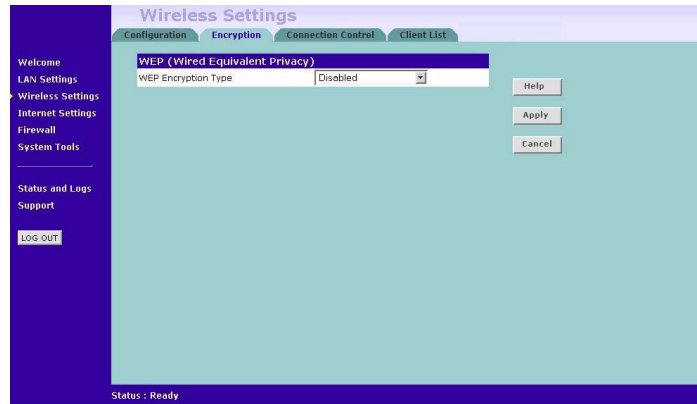 Wireless Settings
Configuration Encryption Connection Control Client List
Welcome
LAN Settings
Wireless Settings
Internet Settings
Firewall
System Tools
Status and Logs
Support
LOG OUT
WEP (Wired Equivalent Privacy)
WEP Encryption Type Disabled
Help
Apply
Cancel
Status : Ready